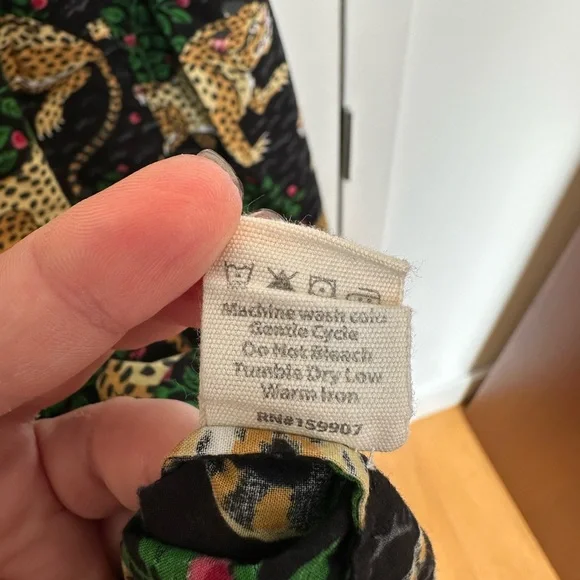 Machine wash cold
Gentle Cycle
Do Not Bleach
Tumble Dry Low
Warm Iron
RN#159907